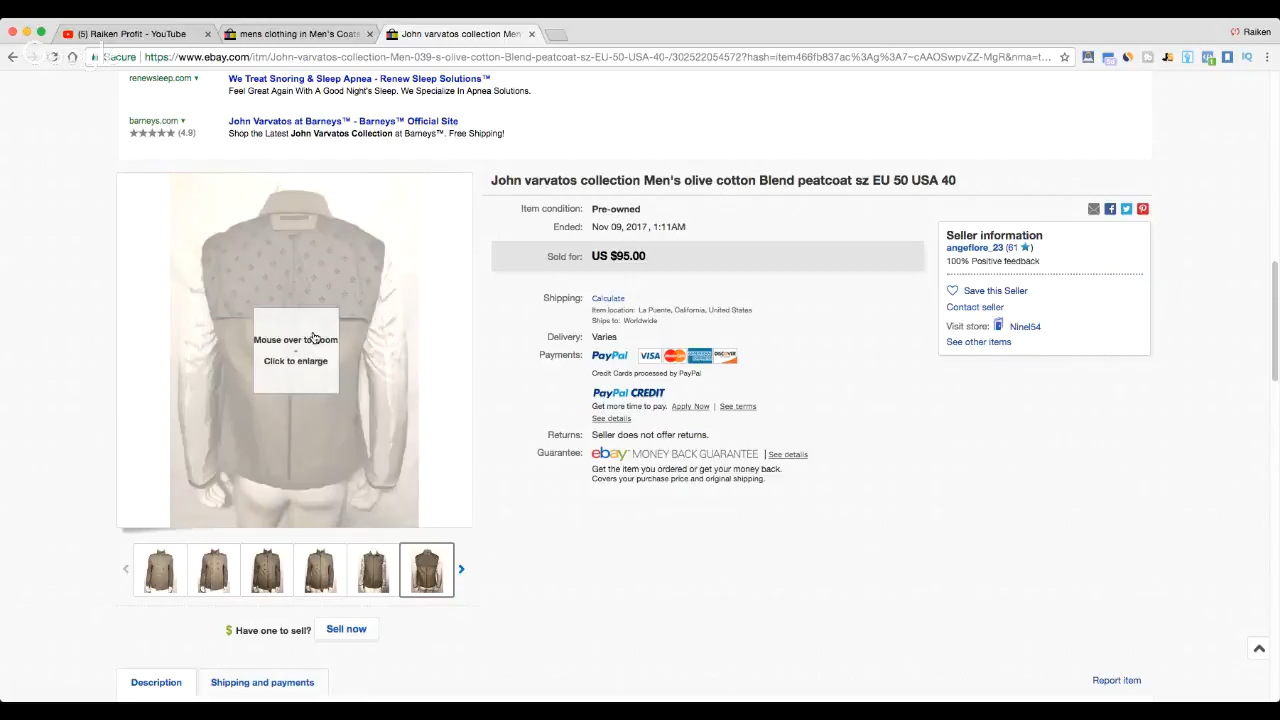 (5) Raiken Profit - YouTube
mens clothing in Men's Coats
John varvatos collection Men
Raiken
Secure https://www.ebay.com/itm/John-varvatos-collection-Men-039-s-olive-cotton-Blend-peatcoat-sz-EU-50-USA-40-/302522054572?hash=item466fb837ac%3Ag%3A7~cAAOSwpvZZ-MgR&nma=t…
renewsleep.com
We Treat Snoring & Sleep Apnea - Renew Sleep Solutions™
Feel Great Again With A Good Night's Sleep. We Specialize In Apnea Solutions.
barneys.com
John Varvatos at Barneys™ - Barneys™ Official Site
(4.9)
Shop the Latest John Varvatos Collection at Barneys™. Free Shipping!
John varvatos collection Men's olive cotton Blend peatcoat sz EU 50 USA 40
Item condition: Pre-owned
Ended: Nov 09, 2017 , 1:11AM
Sold for: US $95.00
Shipping: Calculate
Item location: La Puente, California, United States
Ships to: Worldwide
Delivery: Varies
Payments: PayPal VISA MasterCard AMERICAN EXPRESS DISCOVER
Credit Cards processed by PayPal
PayPal CREDIT
Get more time to pay. Apply Now | See terms
See details
Returns: Seller does not offer returns.
Guarantee: ebay MONEY BACK GUARANTEE | See details
Get the item you ordered or get your money back.
Covers your purchase price and original shipping.
Seller information
angeflore_23 (61)
100% Positive feedback
Save this Seller
Contact seller
Visit store: Ninel54
See other items
Mouse over to zoom
-
Click to enlarge
$ Have one to sell? Sell now
Description
Shipping and payments
Report item